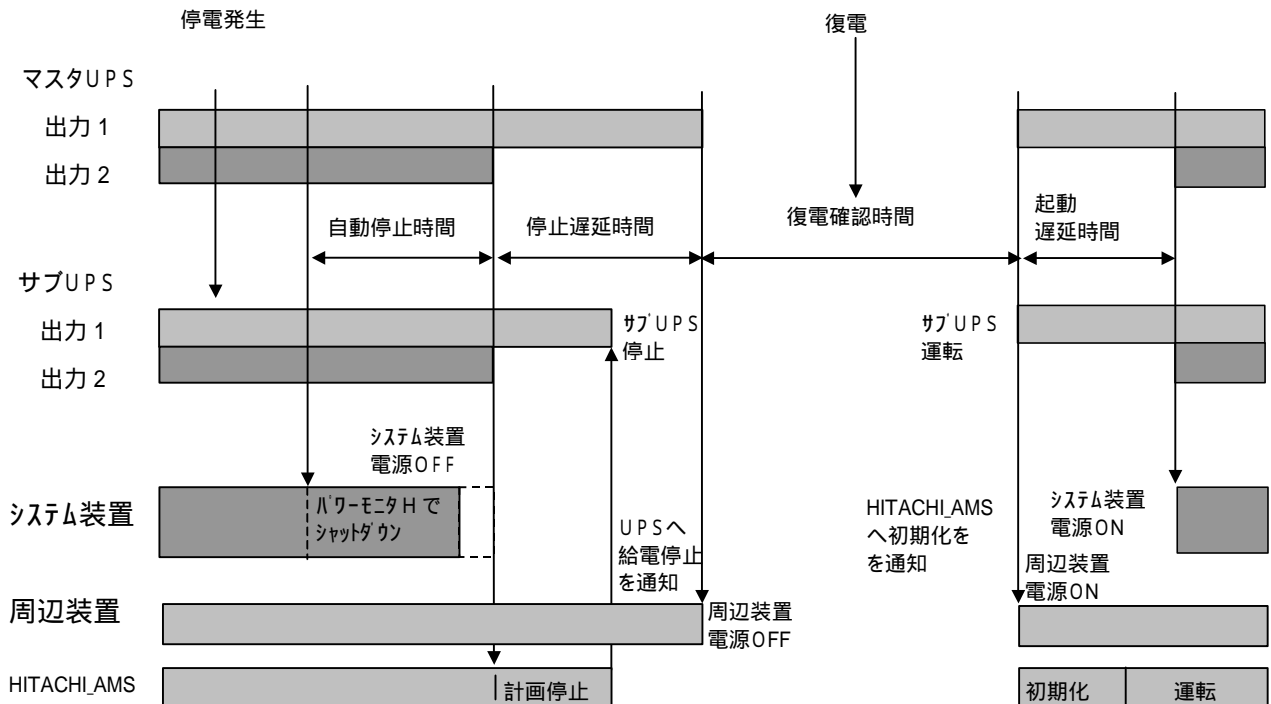 停電発生
復電
マスタUPS
出力 1
出力 2
自動停止時間
停止遅延時間
復電確認時間
起動
遅延時間
サブUPS
出力 1
出力 2
ｻﾌﾞUPS
停止
ｻﾌﾞUPS
運転
ｼｽﾃﾑ装置
電源OFF
ｼｽﾃﾑ装置
ﾊﾟﾜｰﾓﾆﾀHで
ｼｬｯﾄﾀﾞｳﾝ
UPSへ
給電停止
を通知
HITACHI_AMS
へ初期化を
を通知
ｼｽﾃﾑ装置
電源ON
周辺装置
電源ON
周辺装置
周辺装置
電源OFF
HITACHI_AMS
計画停止
初期化
運転